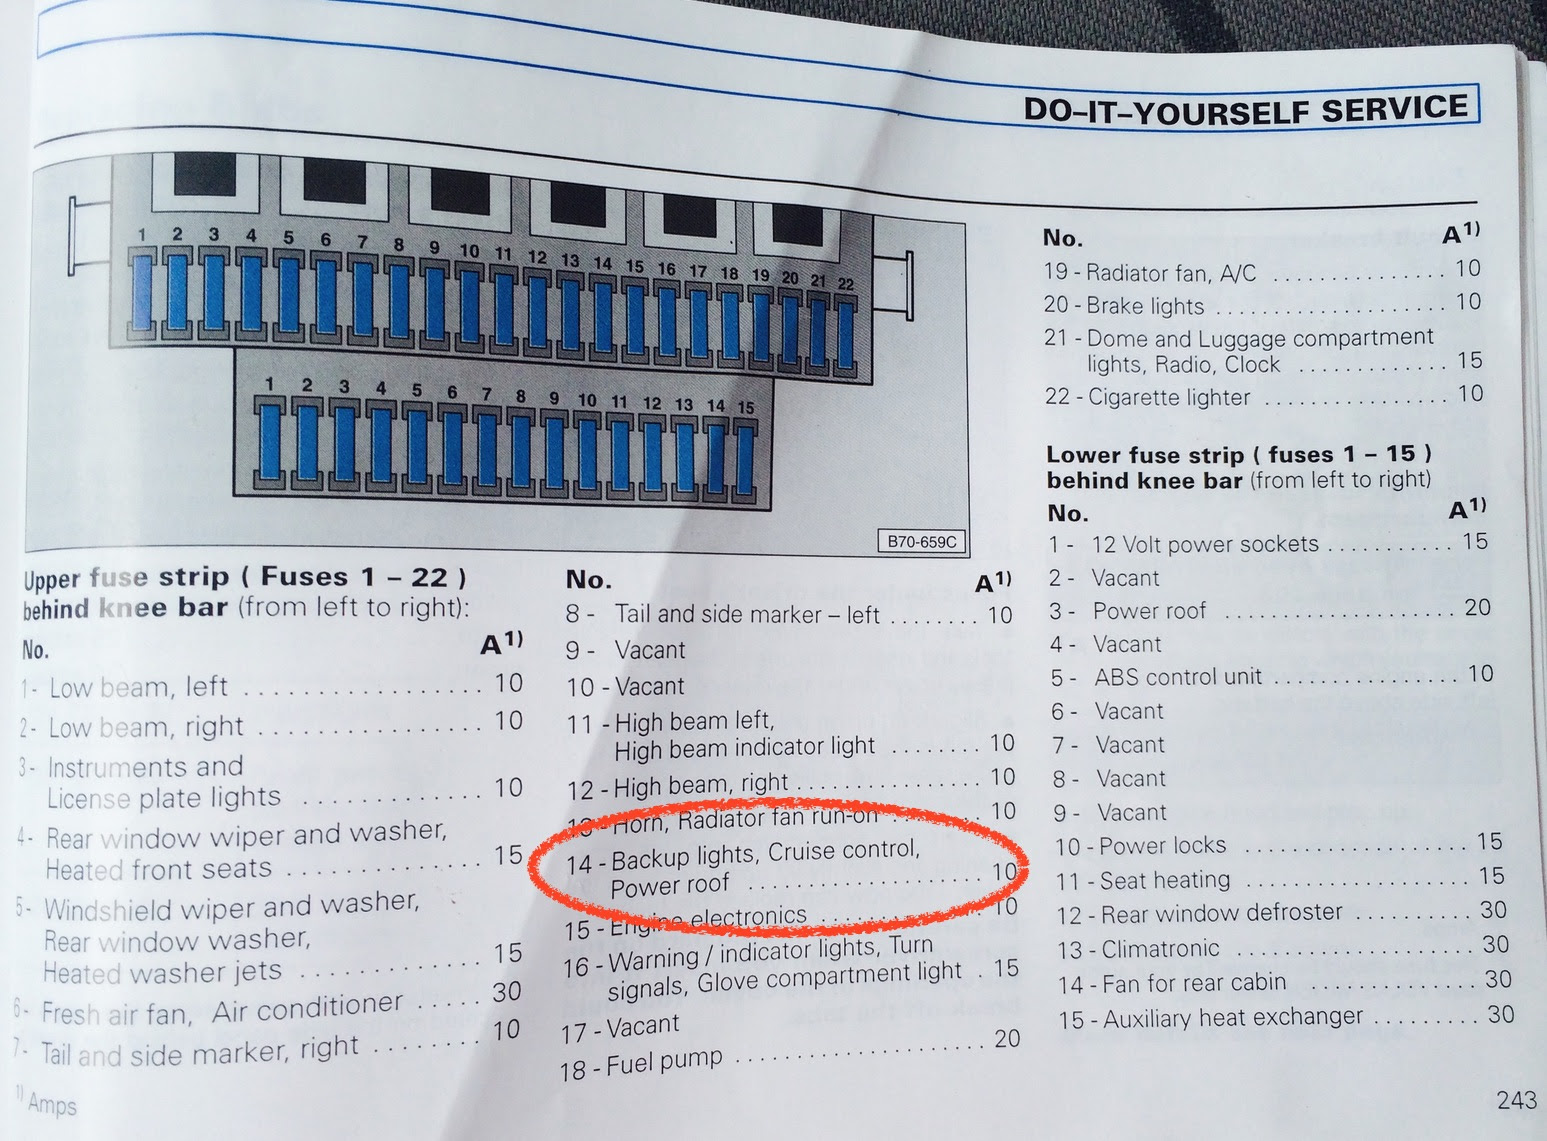 DO–IT–YOURSELF SERVICE
1 2 3 4 5 6 7 8 9 10 11 12 13 14 15 16 17 18 19 20 21 22
1 2 3 4 5 6 7 8 9 10 11 12 13 14 15
B70-659C
Upper fuse strip ( Fuses 1 – 22 )
behind knee bar (from left to right):
No. A1)
1- Low beam, left .................. 10
2- Low beam, right ................ 10
3- Instruments and
License plate lights ............. 10
4- Rear window wiper and washer,
Heated front seats .............. 15
5- Windshield wiper and washer,
Rear window washer,
Heated washer jets .............. 15
6- Fresh air fan, Air conditioner ..... 30
7- Tail and side marker, right ........ 10
1) Amps
No. A1)
8 - Tail and side marker – left ........ 10
9 - Vacant
10 - Vacant
11 - High beam left,
High beam indicator light ........ 10
12 - High beam, right ................ 10
13 - Horn, Radiator fan run-on ........ 10
14 - Backup lights, Cruise control,
Power roof .................... 10
15 - Engine electronics .............. 10
16 - Warning / indicator lights, Turn
signals, Glove compartment light . 15
17 - Vacant
18 - Fuel pump .................... 20
No. A1)
19 - Radiator fan, A/C ............... 10
20 - Brake lights .................... 10
21 - Dome and Luggage compartment
lights, Radio, Clock ............. 15
22 - Cigarette lighter ................ 10
Lower fuse strip ( fuses 1 – 15 )
behind knee bar (from left to right)
No. A1)
1 - 12 Volt power sockets ........... 15
2 - Vacant
3 - Power roof .................... 20
4 - Vacant
5 - ABS control unit ................ 10
6 - Vacant
7 - Vacant
8 - Vacant
9 - Vacant
10 - Power locks .................... 15
11 - Seat heating ................... 15
12 - Rear window defroster .......... 30
13 - Climatronic .................... 30
14 - Fan for rear cabin .............. 30
15 - Auxiliary heat exchanger ........ 30
243